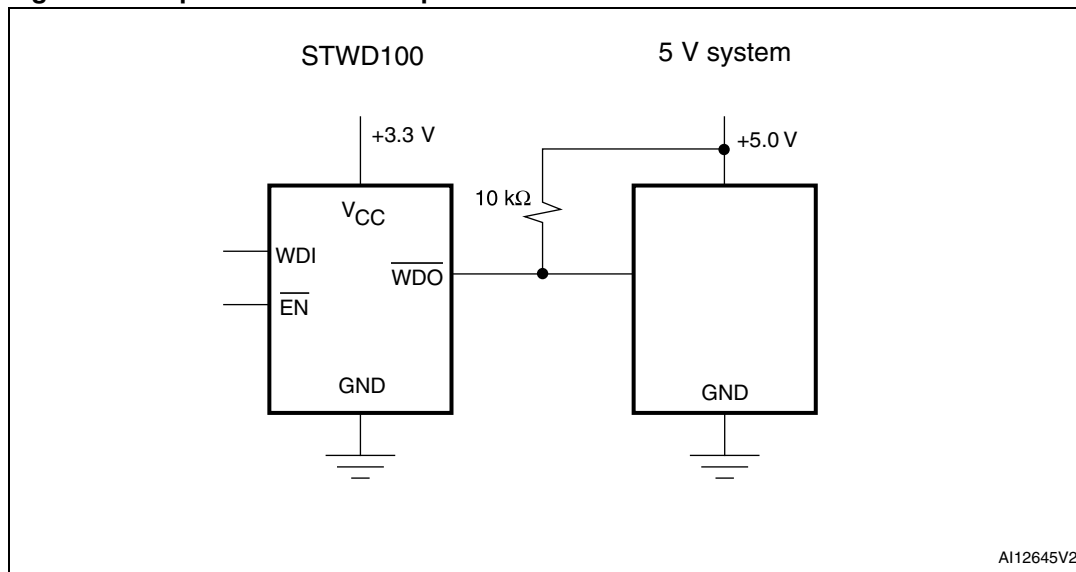 STWD100
5 V system
+3.3 V
+5.0 V
10 kΩ
VCC
WDI
WDO
EN
GND
GND
AI12645V2